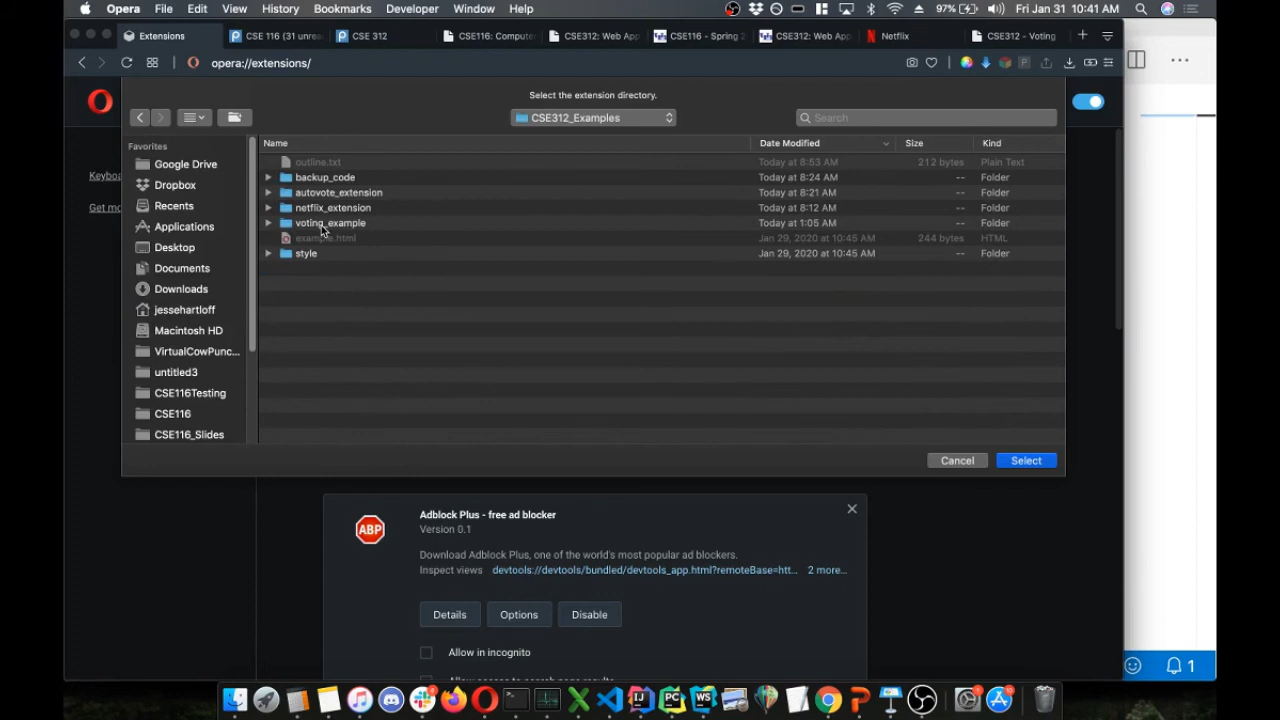 Opera File Edit View History Bookmarks Developer Window Help 97% Fri Jan 31 10:41 AM
Extensions CSE 116 (31 unrea CSE 312 CSE116: Compute CSE312: Web App CSE116 - Spring 2 CSE312: Web App Netflix CSE312 - Voting
opera://extensions/
Select the extension directory.
CSE312_Examples Search
Favorites
Google Drive
Dropbox
Recents
Applications
Desktop
Documents
Downloads
jessehartloff
Macintosh HD
VirtualCowPunc...
untitled3
CSE116Testing
CSE116
CSE116_Slides
Name Date Modified Size Kind
outline.txt Today at 8:53 AM 212 bytes Plain Text
backup_code Today at 8:24 AM -- Folder
autovote_extension Today at 8:21 AM -- Folder
netflix_extension Today at 8:12 AM -- Folder
voting_example Today at 1:05 AM -- Folder
example.html Jan 29, 2020 at 10:45 AM 244 bytes HTML
style Jan 29, 2020 at 10:45 AM -- Folder
Keyboa
Get mo
Cancel Select
ABP
Adblock Plus - free ad blocker
Version 0.1
Download Adblock Plus, one of the world's most popular ad blockers.
Inspect views devtools://devtools/bundled/devtools_app.html?remoteBase=htt... 2 more...
Details Options Disable
Allow in incognito
1